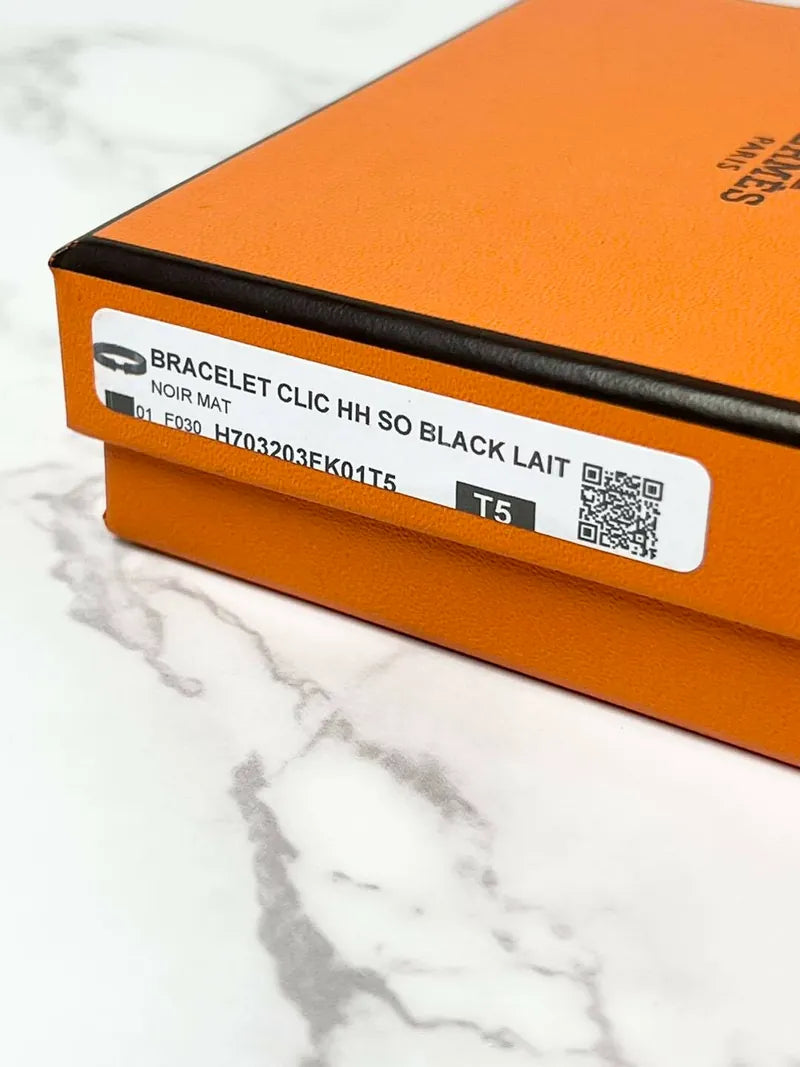 BRACELET CLIC HH SO BLACK LAIT
NOIR MAT
01 F030 H703203FK01T5
T5
PARIS